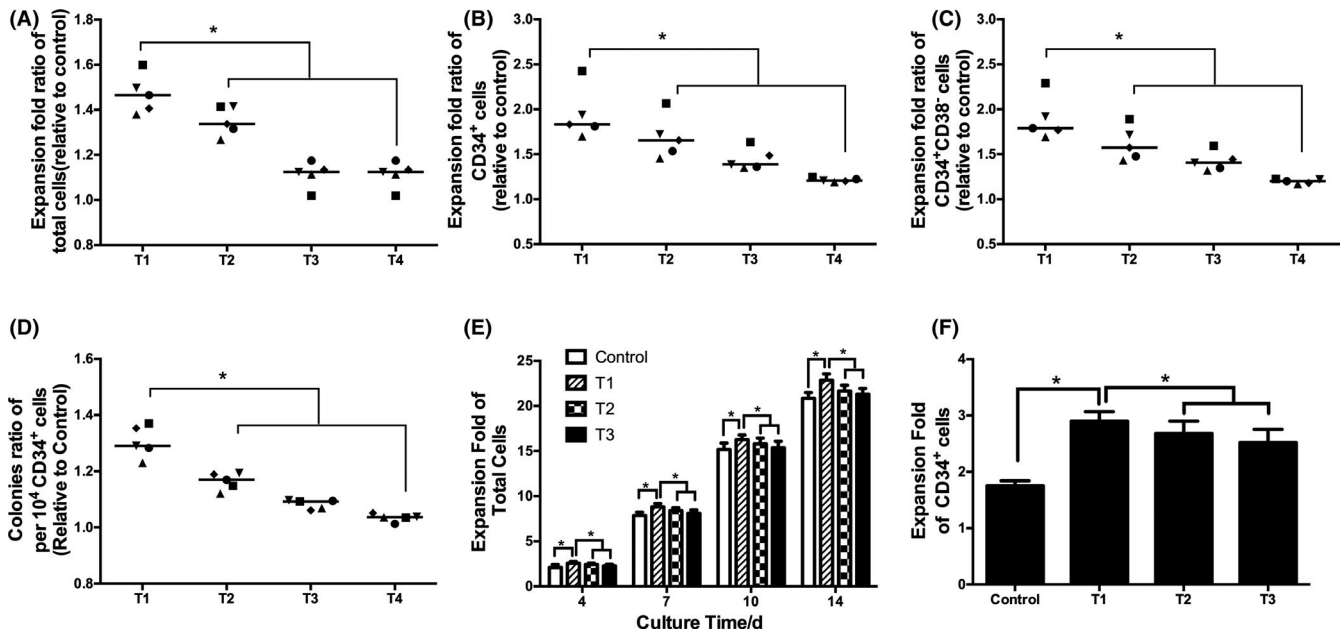 (A)
Expansion fold ratio of
total cells(relative to control)
1.8
1.6
1.4
1.2
1.0
0.8
*
T1 T2 T3 T4
(B)
Expansion fold ratio of
CD34+ cells
(relative to control)
3.0
2.5
2.0
1.5
1.0
0.5
*
T1 T2 T3 T4
(C)
Expansion fold ratio of
CD34+CD38- cells
(relative to control)
3.0
2.5
2.0
1.5
1.0
0.5
*
T1 T2 T3 T4
(D)
Colonies ratio of
per 10⁴ CD34+ cells
(Relative to Control)
1.6
1.4
1.2
1.0
0.8
*
T1 T2 T3 T4
(E)
Expansion Fold of
Total Cells
25
20
15
10
5
0
Control
T1
T2
T3
* *
* *
* *
* *
4 7 10 14
Culture Time/d
(F)
Expansion Fold
of CD34+ cells
4
3
2
1
0
* *
Control T1 T2 T3